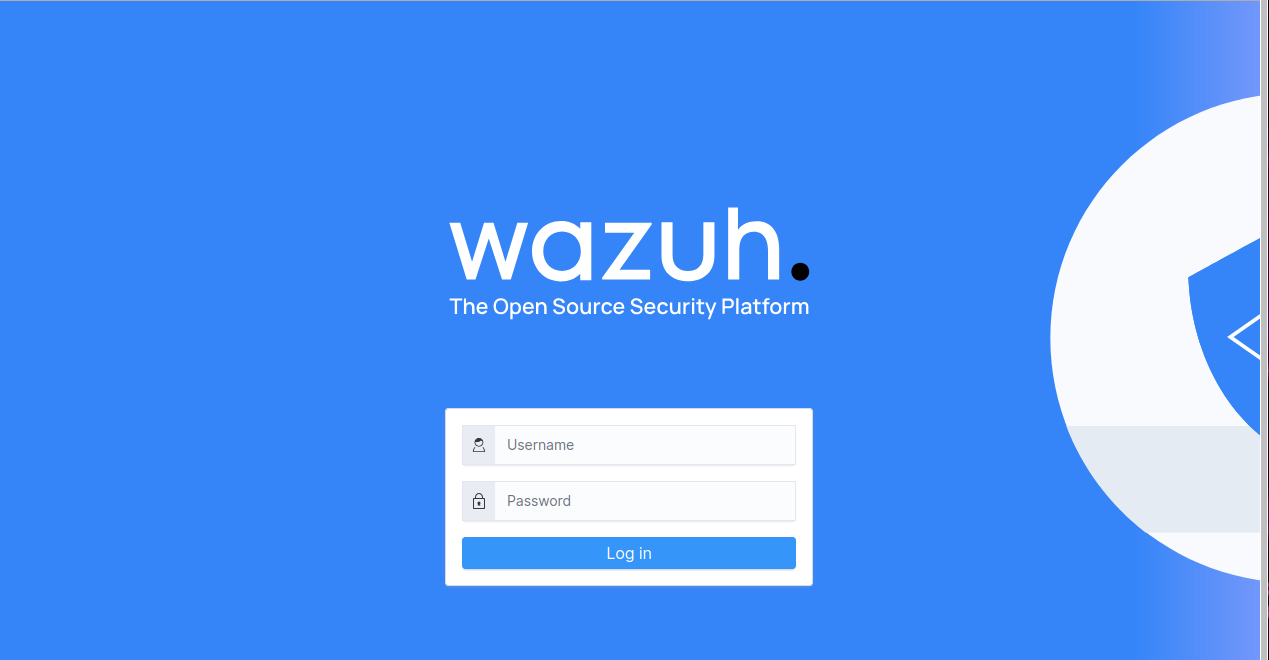 wazuh.
The Open Source Security Platform
Username
Password
Log in